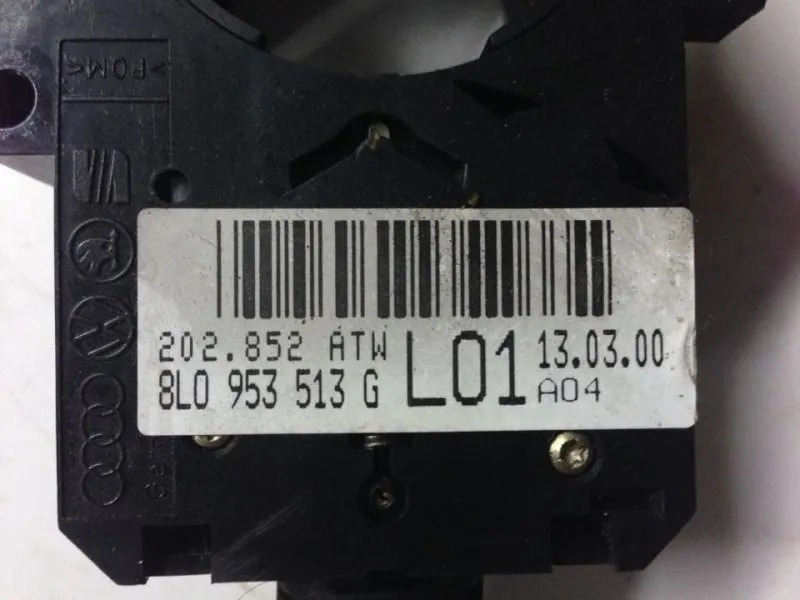 >POM<
202.852 ATW
8L0 953 513 G
L01
13.03.00
A04